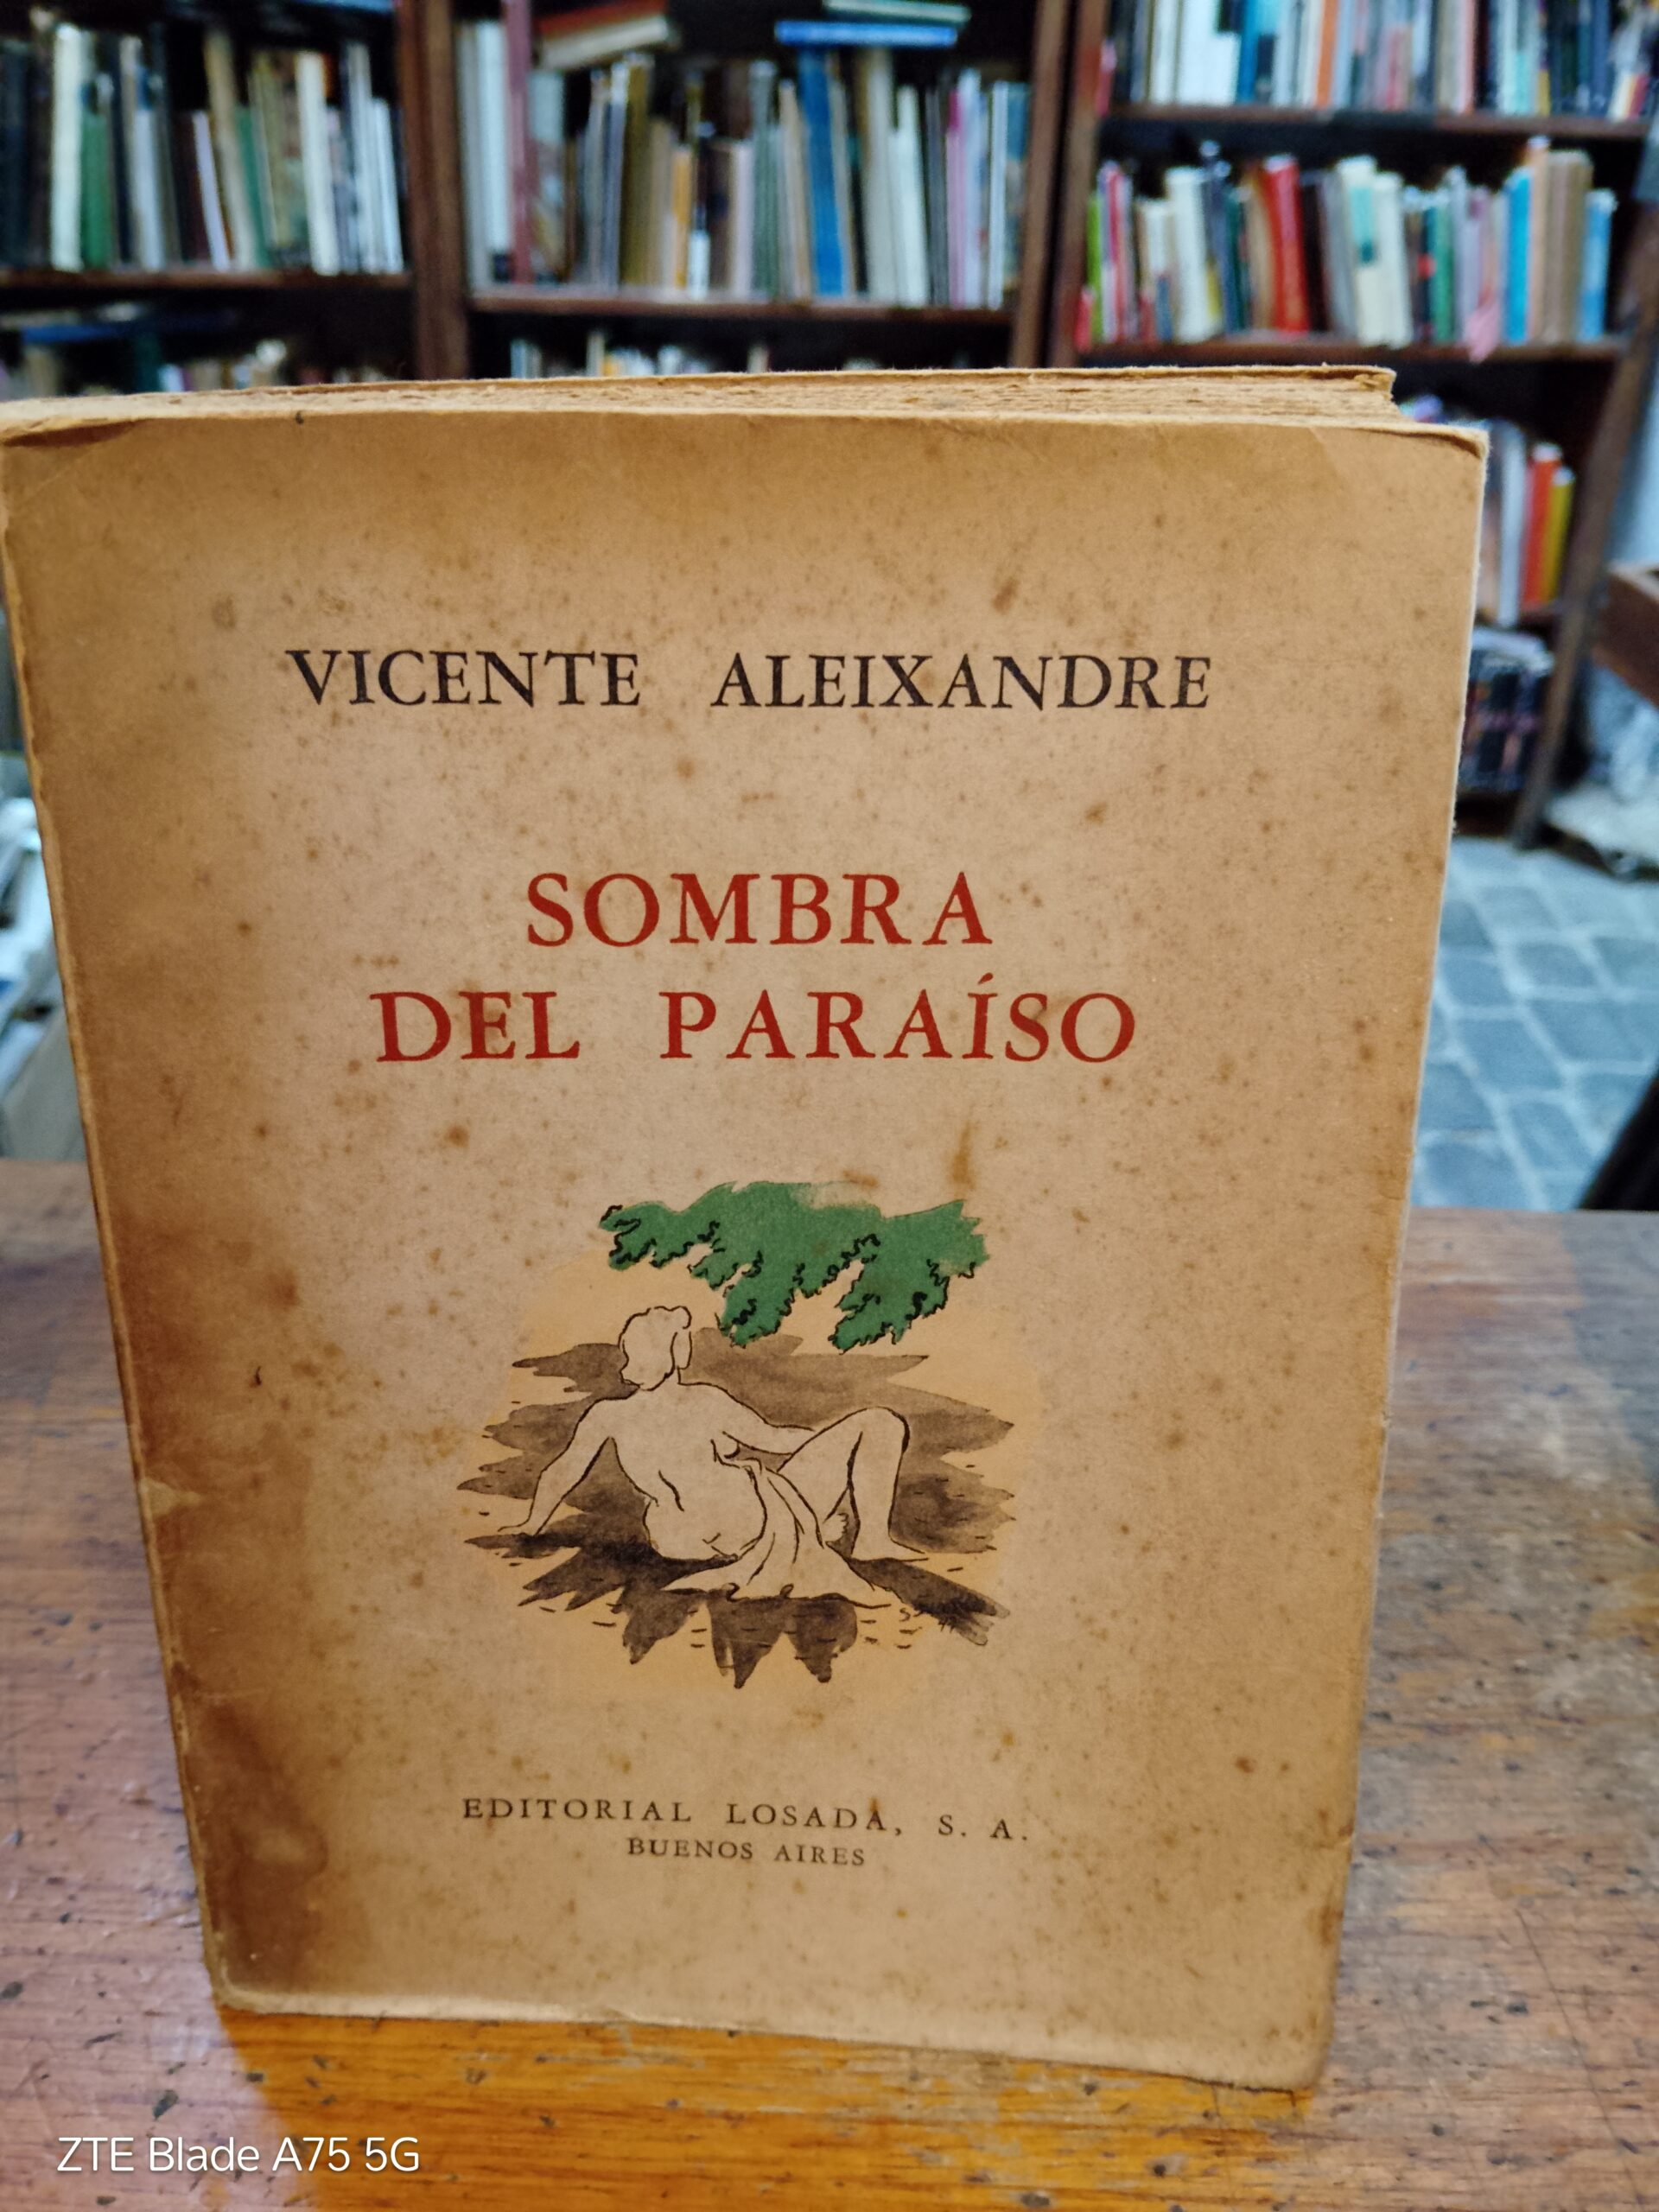 VICENTE ALEIXANDRE
SOMBRA
DEL PARAÍSO
EDITORIAL LOSADA, S. A.
BUENOS AIRES
ZTE Blade A75 5G